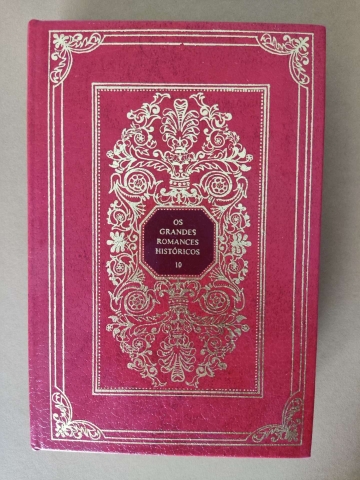 OS
GRANDES
ROMANCES
HISTÓRICOS
10